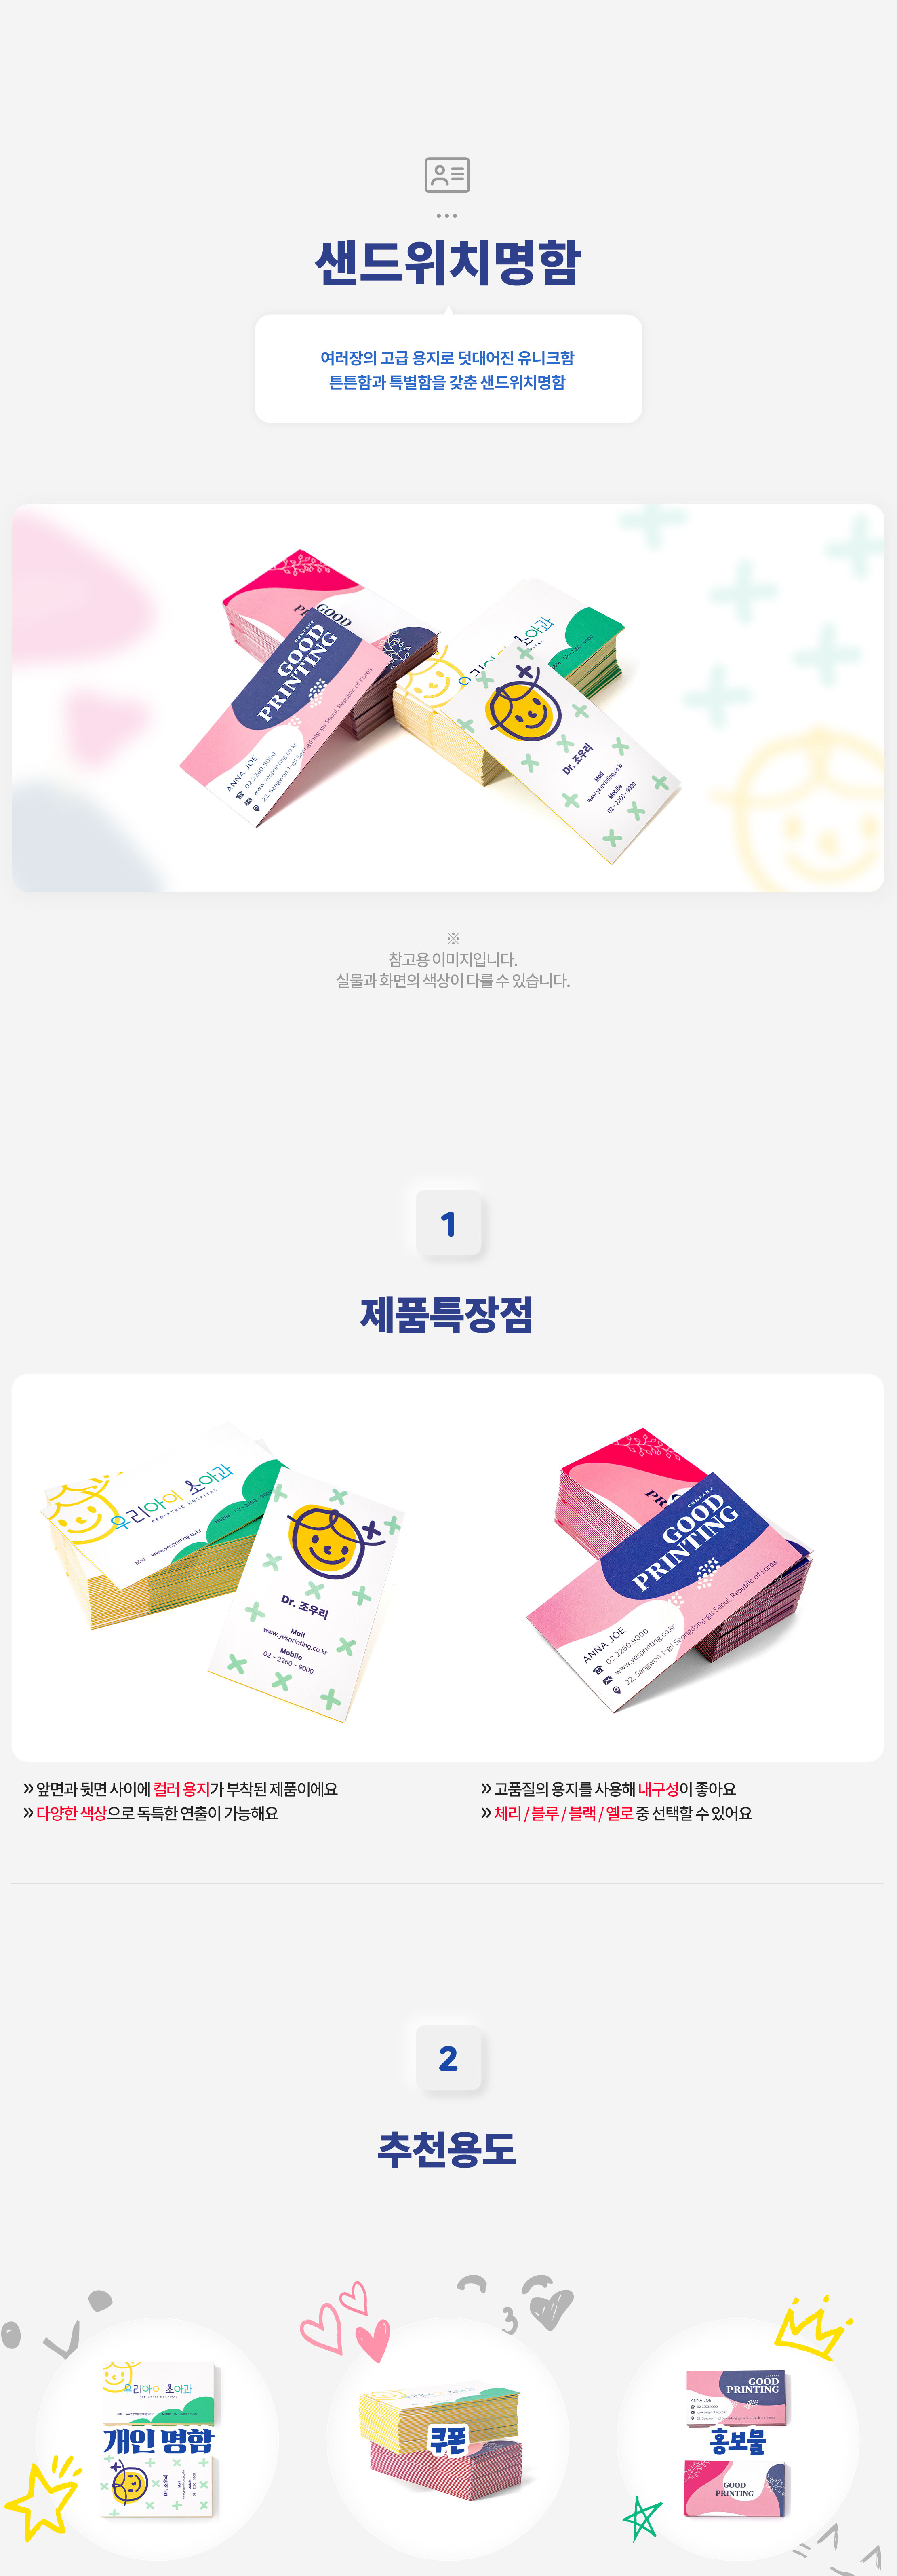 샌드위치명함
여러장의 고급 용지로 덧대어진 유니크함
튼튼함과 특별함을 갖춘 샌드위치명함
GOOD
COMPANY
GOOD
PRINTING
ANNA JOE
02.2260.9000
www.yesprinting.co.kr
22, Sangwon 1-gil Seongdong-gu Seoul, Republic of Korea
Dr. 조우리
Mail
www.yesprinting.co.kr
Mobile
02 - 2260 - 9000
※
참고용 이미지입니다.
실물과 화면의 색상이 다를 수 있습니다.
1
제품특장점
우리아이 소아과
PEDIATRIC HOSPITAL
Mail www.yesprinting.co.kr
Mobile 02 - 2260 - 9000
Dr. 조우리
Mail
www.yesprinting.co.kr
Mobile
02 - 2260 - 9000
COMPANY
GOOD
PRINTING
ANNA JOE
02.2260.9000
www.yesprinting.co.kr
22, Sangwon 1-gil Seongdong-gu Seoul, Republic of Korea
» 앞면과 뒷면 사이에 컬러 용지가 부착된 제품이에요
» 다양한 색상으로 독특한 연출이 가능해요
» 고품질의 용지를 사용해 내구성이 좋아요
» 체리 / 블루 / 블랙 / 옐로 중 선택할 수 있어요
2
추천용도
우리아이 소아과
PEDIATRIC HOSPITAL
개인 명함
Dr. 조우리
쿠폰
GOOD
PRINTING
ANNA JOE
홍보물
GOOD
PRINTING